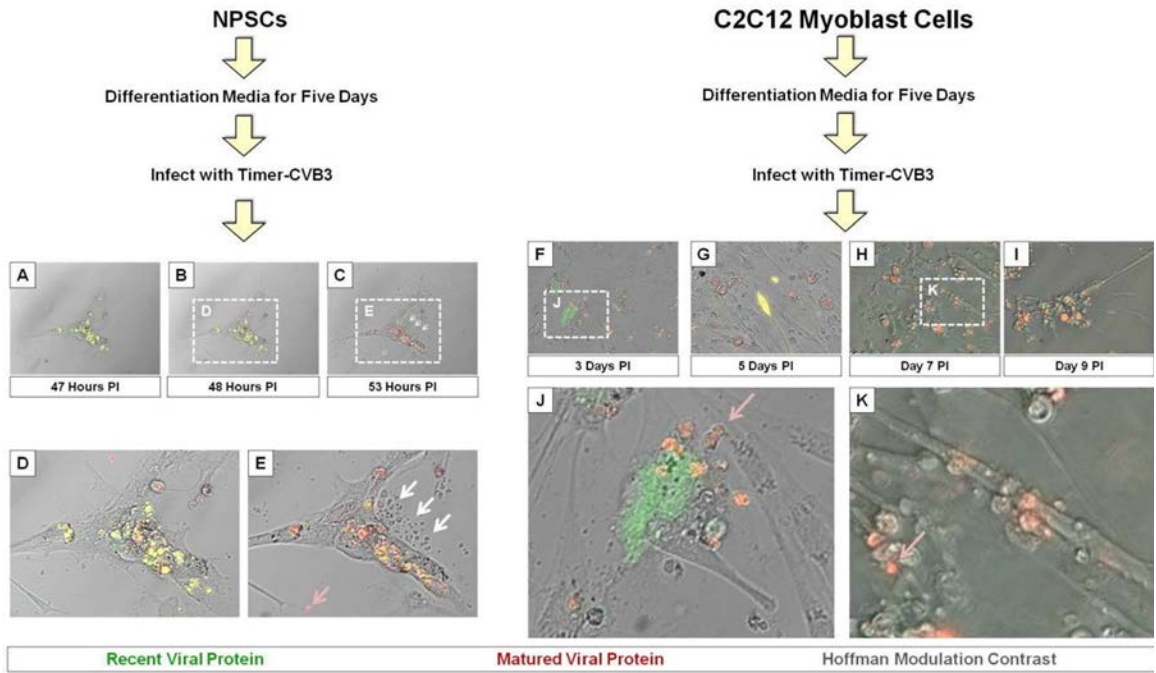 NPSCs
Differentiation Media for Five Days
Infect with Timer-CVB3
C2C12 Myoblast Cells
Differentiation Media for Five Days
Infect with Timer-CVB3
A
B
D
C
E
47 Hours PI
48 Hours PI
53 Hours PI
F
J
G
H
K
I
3 Days PI
5 Days PI
Day 7 PI
Day 9 PI
D
E
J
K
Recent Viral Protein
Matured Viral Protein
Hoffman Modulation Contrast